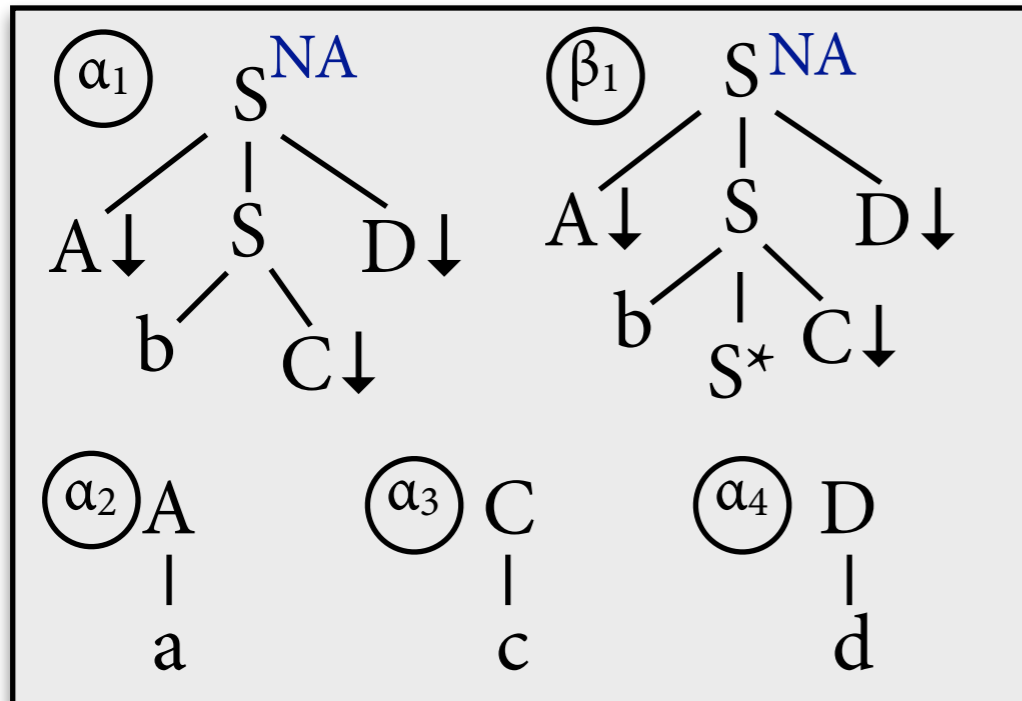 α₁ S^NA β₁ S^NA
A↓ S D↓ A↓ S D↓
b C↓ b S* C↓
α₂ A α₃ C α₄ D
a c d